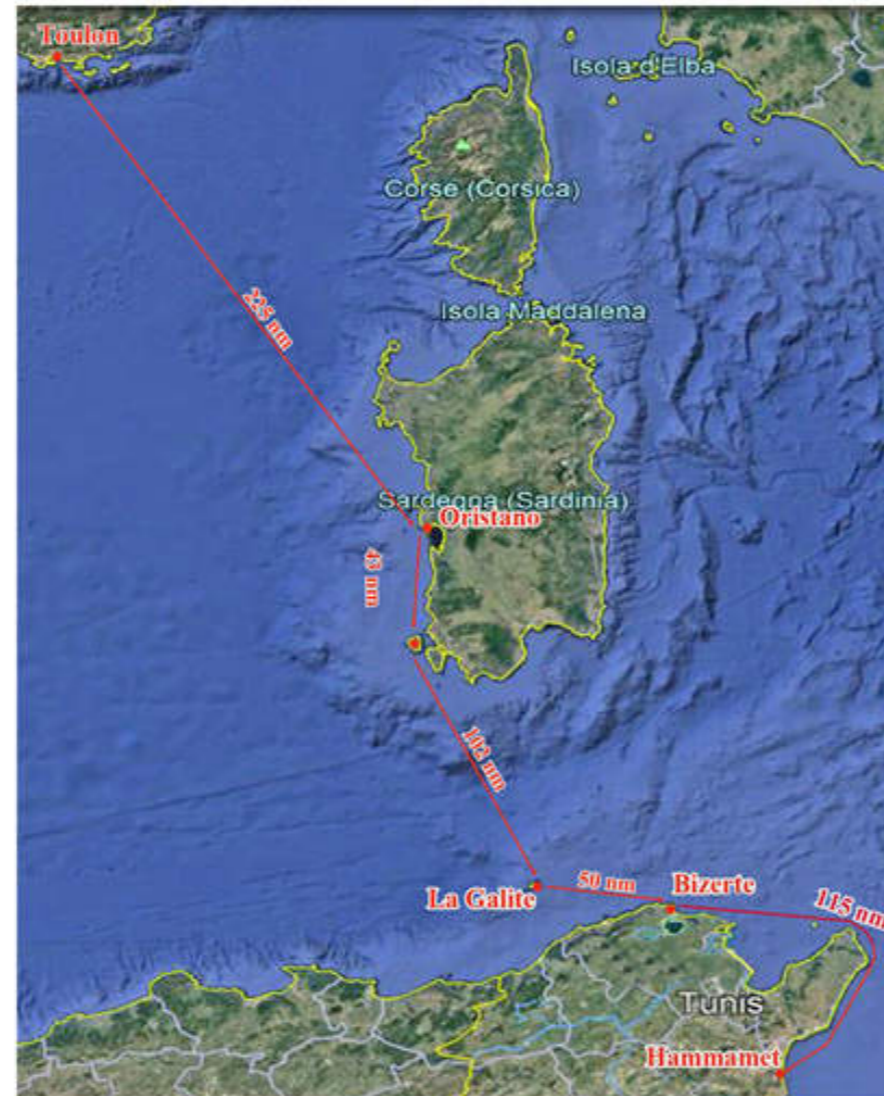 Toulon
Isola d'Elba
Corse (Corsica)
225 nm
Isola Maddalena
Sardegna (Sardinia)
Oristano
43 nm
102 nm
50 nm
Bizerte
La Galite
115 nm
Tunis
Hammamet